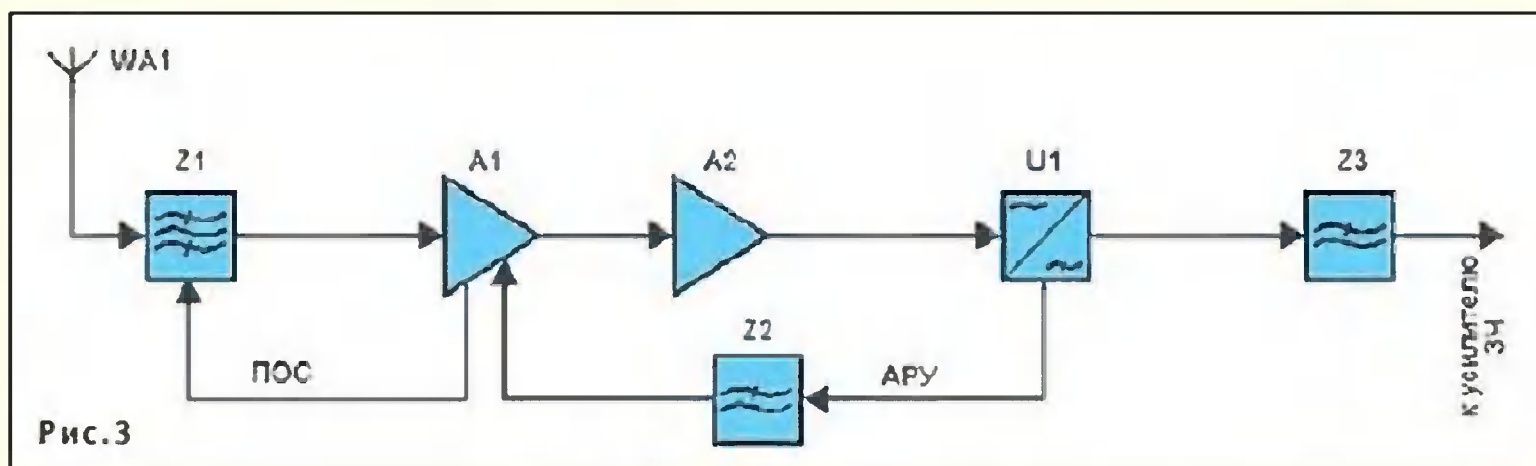 WA1
Z1
A1
A2
U1
Z3
Z2
ПОС
АРУ
к усилителю
ЗЧ
Рис.3